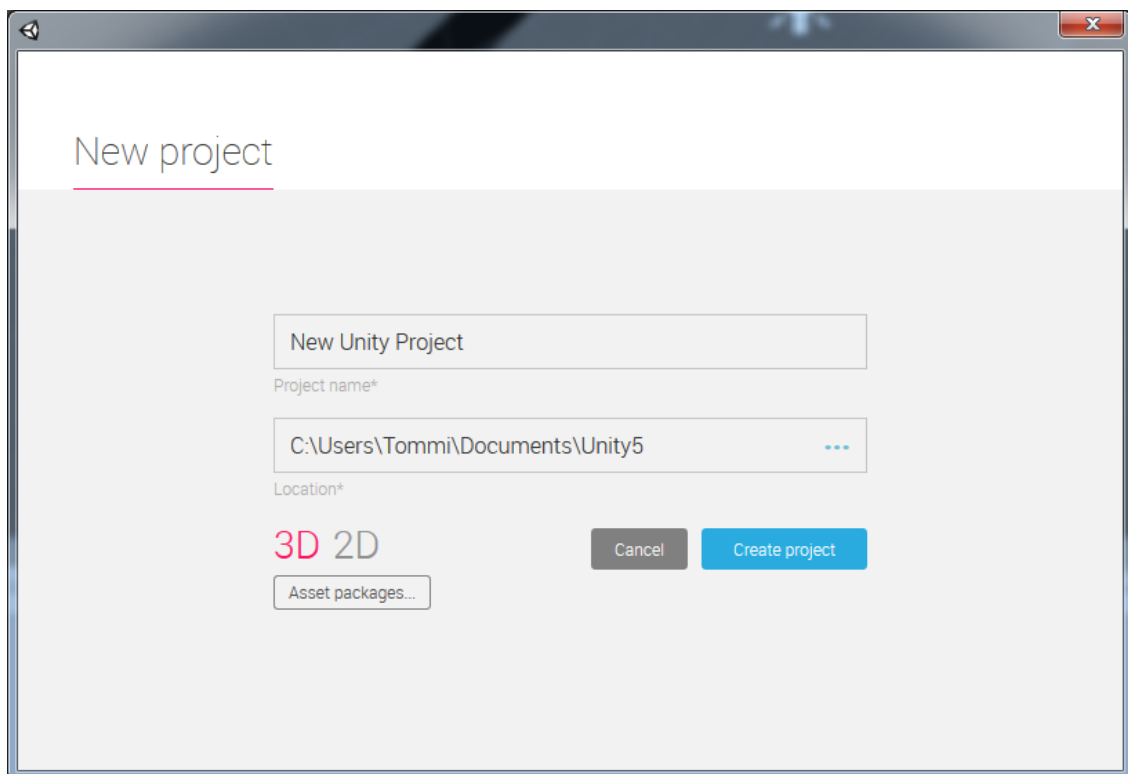 New project
New Unity Project
Project name*
C:\Users\Tommi\Documents\Unity5
Location*
3D 2D
Cancel
Create project
Asset packages...